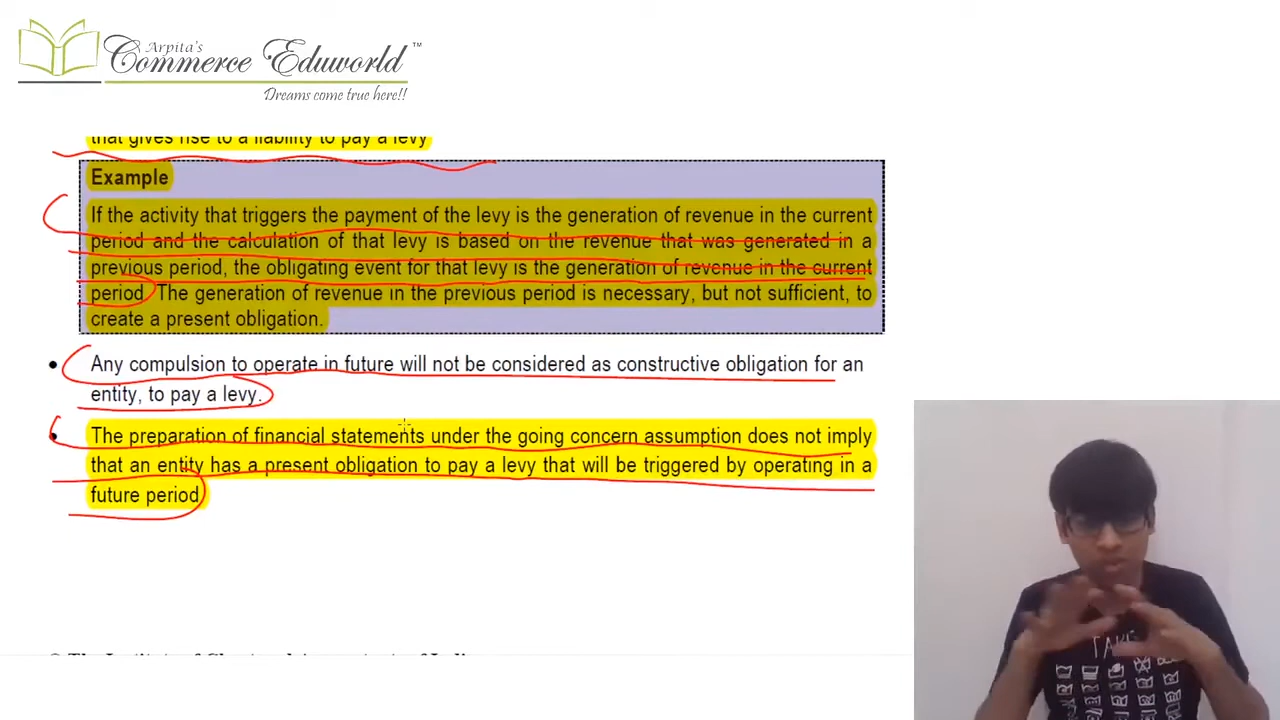 Arpita's
Commerce Eduworld™
Dreams come true here!!
that gives rise to a liability to pay a levy
Example
If the activity that triggers the payment of the levy is the generation of revenue in the current
period and the calculation of that levy is based on the revenue that was generated in a
previous period, the obligating event for that levy is the generation of revenue in the current
period. The generation of revenue in the previous period is necessary, but not sufficient, to
create a present obligation.
• Any compulsion to operate in future will not be considered as constructive obligation for an
entity, to pay a levy.
• The preparation of financial statements under the going concern assumption does not imply
that an entity has a present obligation to pay a levy that will be triggered by operating in a
future period
TAKE